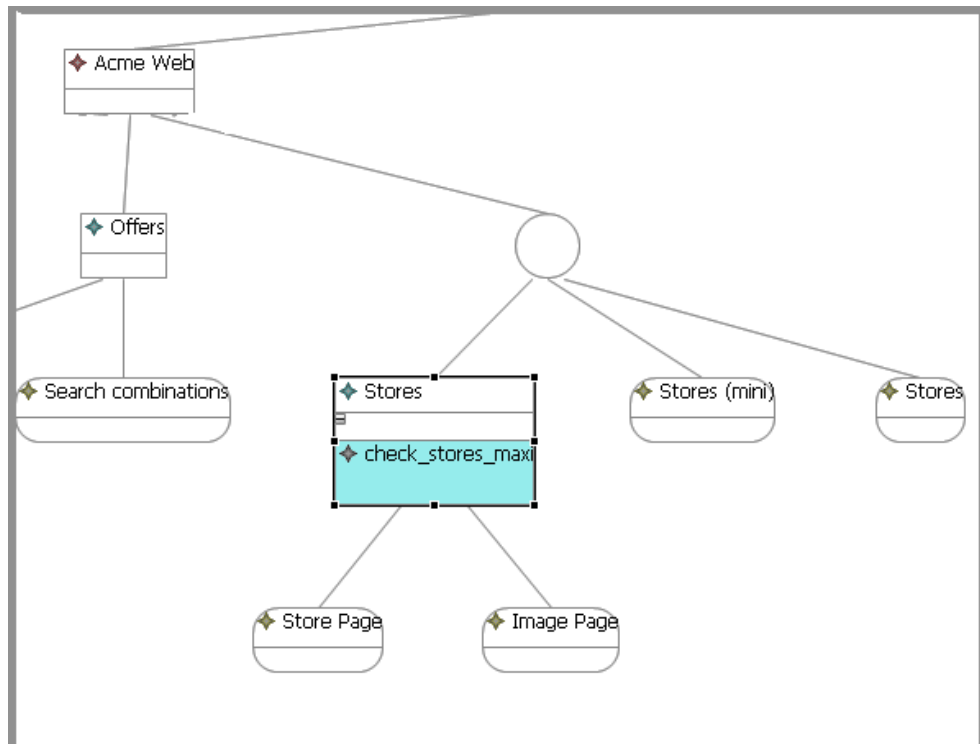 Acme Web
Offers
Search combinations
Stores
Stores (mini)
Stores
check_stores_maxi
Store Page
Image Page